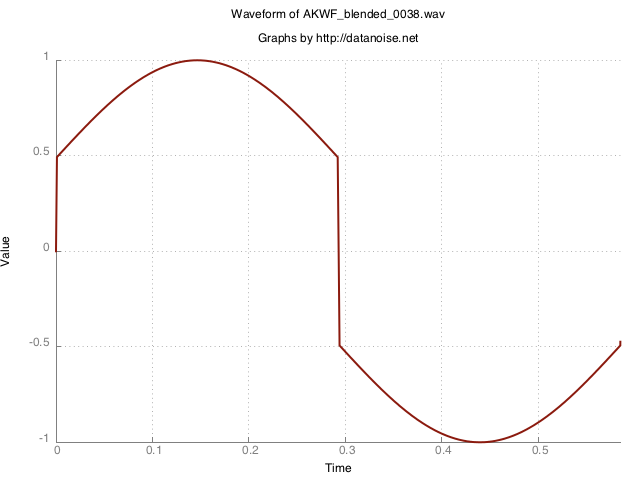 Waveform of AKWF_blended_0038.wav
Graphs by http://datanoise.net
1
0.5
0
-0.5
-1
Value
0 0.1 0.2 0.3 0.4 0.5
Time